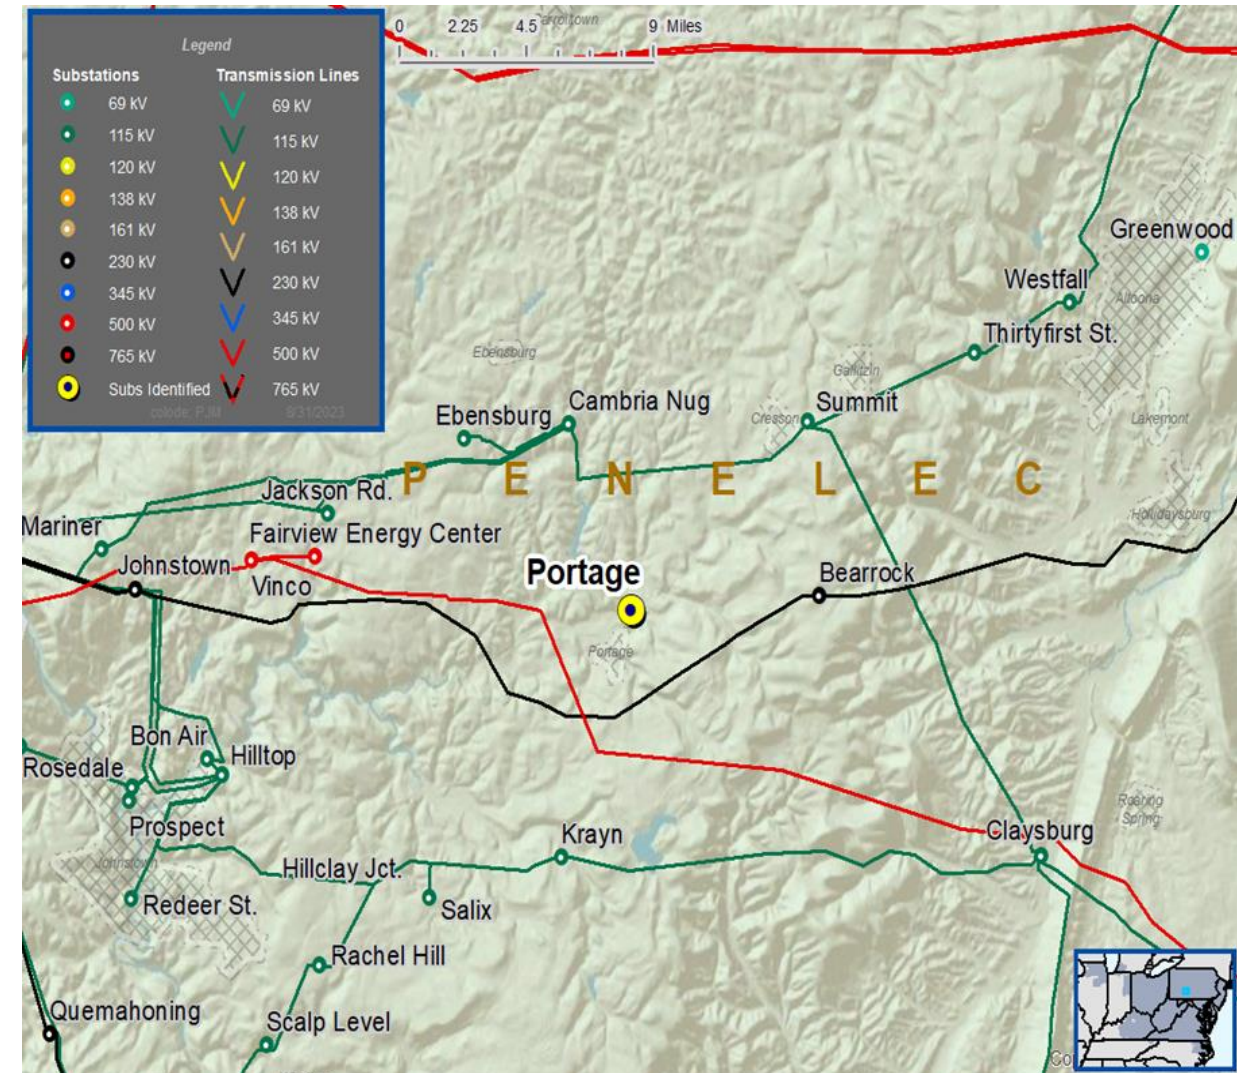 Legend
Substations
Transmission Lines
69 kV
69 kV
115 kV
115 kV
120 kV
120 kV
138 kV
138 kV
161 kV
161 kV
230 kV
230 kV
345 kV
345 kV
500 kV
500 kV
765 kV
765 kV
Subs Identified
8/31/2023
0 2.25 4.5 9 Miles
Greenwood
Altoona
Westfall
Thirtyfirst St.
Ebensburg
Gallitzin
Cambria Nug
Ebensburg
Summit
Cresson
Lakemont
P E N E L E C
Jackson Rd.
Hollidaysburg
Mariner
Fairview Energy Center
Johnstown
Vinco
Portage
Bearrock
Portage
Bon Air
Hilltop
Rosedale
Roaring
Spring
Prospect
Krayn
Claysburg
Johnstown
Hillclay Jct.
Redeer St.
Salix
Rachel Hill
Quemahoning
Scalp Level